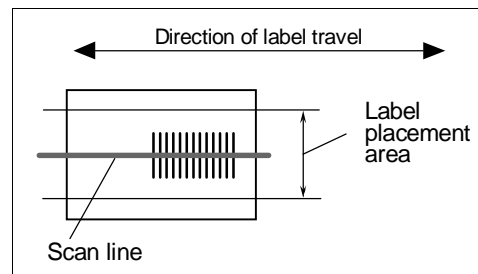 Direction of label travel
Label
placement
area
Scan line